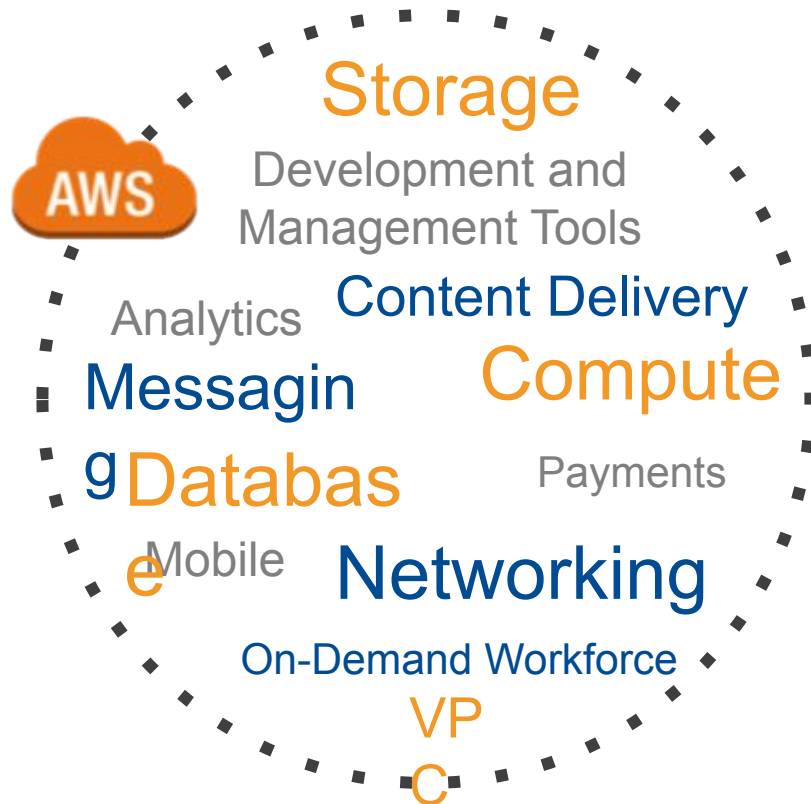 Storage
AWS
Development and
Management Tools
Content Delivery
Analytics
Compute
Messagin
g
Databas
e
Payments
Mobile
Networking
On-Demand Workforce
VP
C